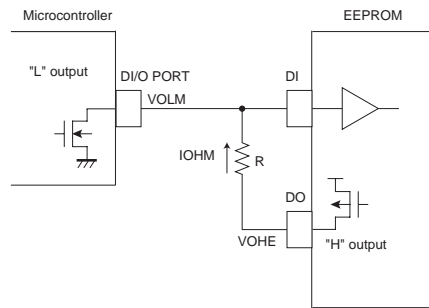 Microcontroller
EEPROM
"L" output
DI/O PORT
DI
VOLM
IOHM
R
DO
VOHE
"H" output